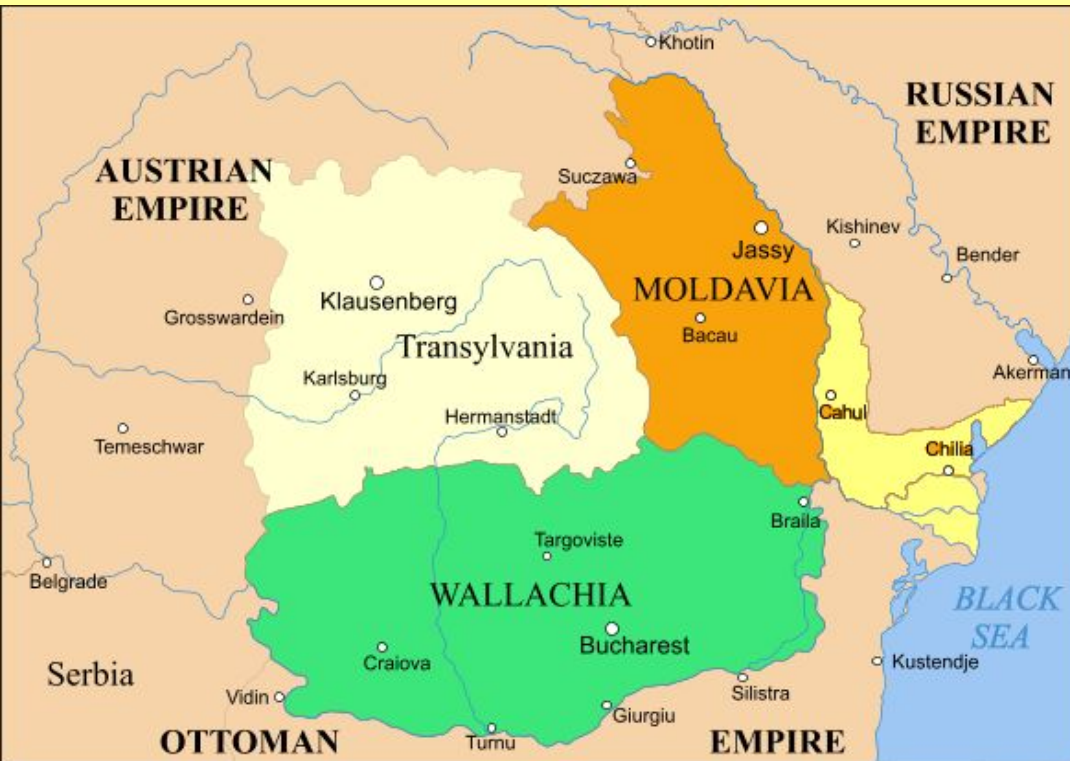 Khotin
RUSSIAN
EMPIRE
AUSTRIAN
EMPIRE
Suczawa
Kishinev
Jassy
Bender
Klausenberg
MOLDAVIA
Grosswardein
Bacau
Transylvania
Akerman
Karlsburg
Cahul
Hermanstadt
Temeschwar
Chilia
Braila
Targoviste
Belgrade
WALLACHIA
BLACK
SEA
Bucharest
Craiova
Kustendje
Serbia
Vidin
Silistra
Giurgiu
OTTOMAN
Turnu
EMPIRE